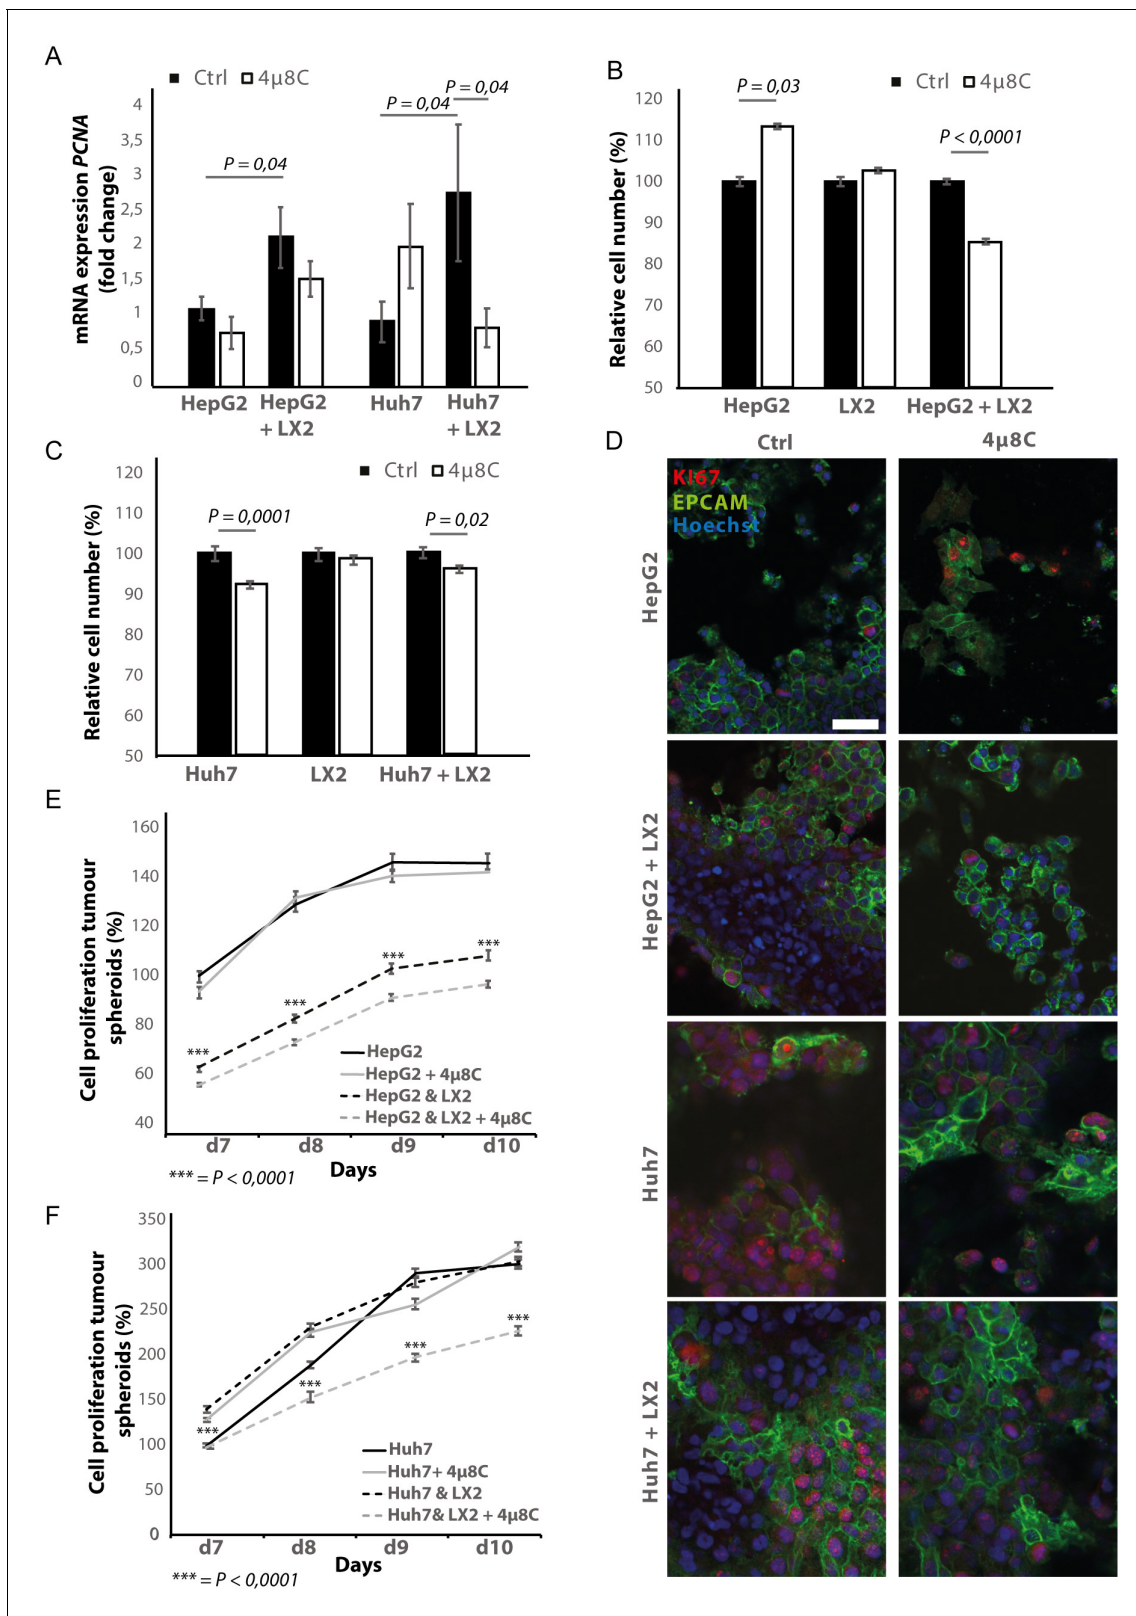 A
Ctrl 4µ8C
P = 0,04
P = 0,04
P = 0,04
mRNA expression PCNA
(fold change)
4
3,5
3
2,5
2
1,5
1
0,5
0
HepG2
HepG2
+ LX2
Huh7
Huh7
+ LX2
B
Ctrl 4µ8C
P = 0,03
P < 0,0001
Relative cell number (%)
120
110
100
90
80
70
60
50
HepG2
LX2
HepG2 + LX2
C
Ctrl 4µ8C
P = 0,0001
P = 0,02
Relative cell number (%)
120
110
100
90
80
70
60
50
Huh7
LX2
Huh7 + LX2
D
Ctrl
4µ8C
KI67
EPCAM
Hoechst
HepG2
HepG2 + LX2
Huh7
Huh7 + LX2
E
Cell proliferation tumour
spheroids (%)
160
140
120
100
80
60
40
***
***
***
***
HepG2
HepG2 + 4µ8C
HepG2 & LX2
HepG2 & LX2 + 4µ8C
d7
d8
d9
d10
Days
*** = P < 0,0001
F
Cell proliferation tumour
spheroids (%)
350
300
250
200
150
100
50
0
***
***
***
***
Huh7
Huh7+ 4µ8C
Huh7 & LX2
Huh7& LX2 + 4µ8C
d7
d8
d9
d10
Days
*** = P < 0,0001